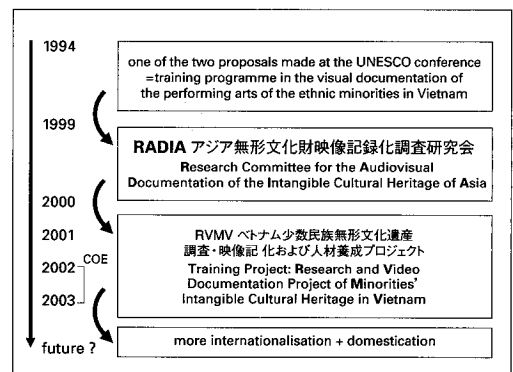 1994
one of the two proposals made at the UNESCO conference
=training programme in the visual documentation of
the performing arts of the ethnic minorities in Vietnam
1999
RADIA アジア無形文化財映像記録化調査研究会
Research Committee for the Audiovisual
Documentation of the Intangible Cultural Heritage of Asia
2000
2001
COE
2002
2003
RVMV ベトナム少数民族無形文化遺産
調査・映像記 化および人材養成プロジェクト
Training Project: Research and Video
Documentation Project of Minorities'
Intangible Cultural Heritage in Vietnam
future ?
more internationalisation + domestication